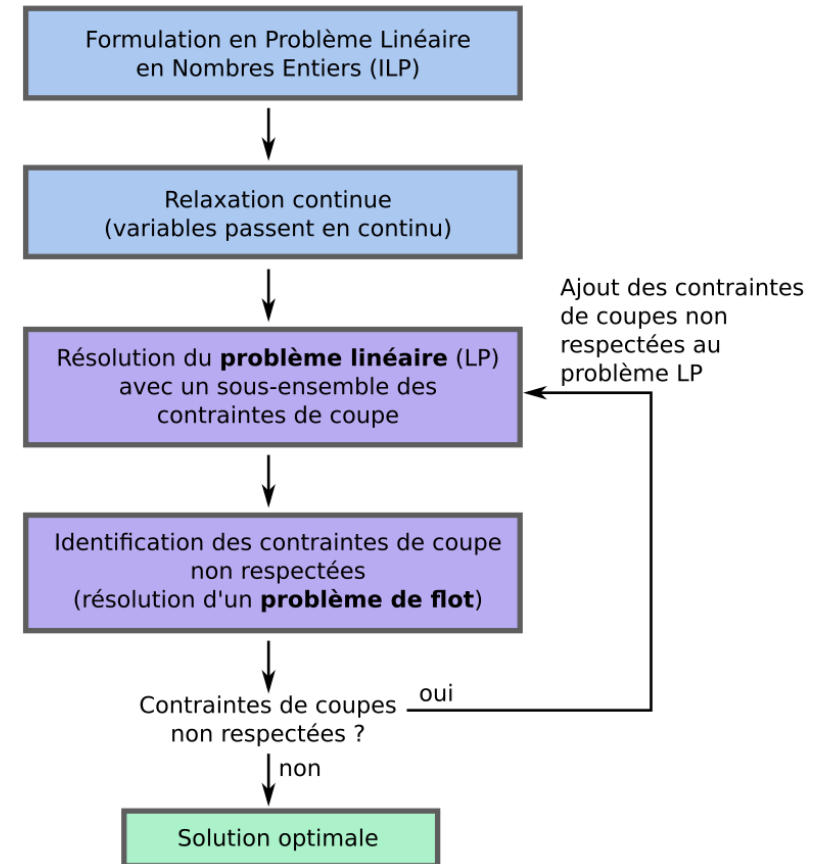 Formulation en Problème Linéaire
en Nombres Entiers (ILP)
Relaxation continue
(variables passent en continu)
Ajout des contraintes
de coupes non
respectées au
problème LP
Résolution du problème linéaire (LP)
avec un sous-ensemble des
contraintes de coupe
Identification des contraintes de coupe
non respectées
(résolution d'un problème de flot)
Contraintes de coupes
non respectées ?
oui
non
Solution optimale